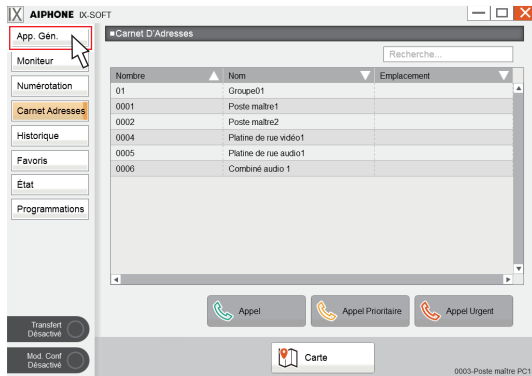 IX AIPHONE IX-SOFT
App. Gén.
Moniteur
Numérotation
Carnet Adresses
Historique
Favoris
État
Programmations
Transfert
Désactivé
Mod. Conf
Désactivé
■Carnet D'Adresses
Recherche...
Nombre Nom Emplacement
01 Groupe01
0001 Poste maître1
0002 Poste maître2
0004 Platine de rue vidéo1
0005 Platine de rue audio1
0006 Combiné audio 1
Appel Appel Prioritaire Appel Urgent
Carte
0003-Poste maître PC1